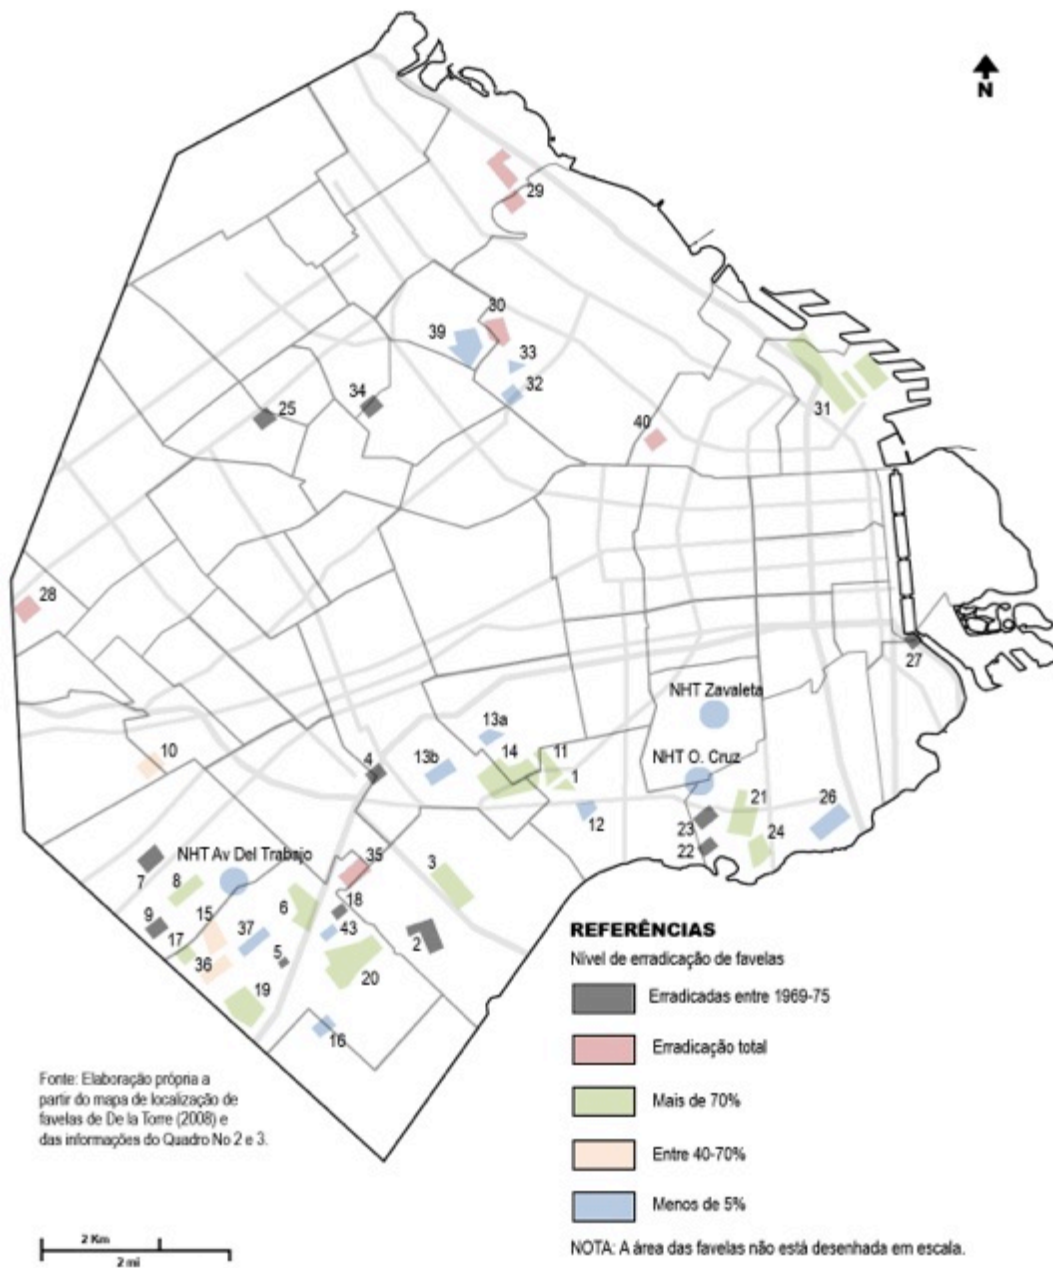 N
29
30
39
33
32
34
25
40
31
28
27
NHT Zavaleta
13a
10
14
11
NHT O. Cruz
4
13b
1
21
26
12
23
24
22
NHT Av Del Trabajo
35
3
7
8
18
6
9
15
37
43
17
2
5
36
20
19
16
REFERÊNCIAS
Nível de erradicação de favelas
Erradicadas entre 1969-75
Erradicação total
Mais de 70%
Entre 40-70%
Menos de 5%
NOTA: A área das favelas não está desenhada em escala.
Fonte: Elaboração própria a
partir do mapa de localização de
favelas de De la Torre (2008) e
das informações do Quadro No 2 e 3.
2 Km
2 mi